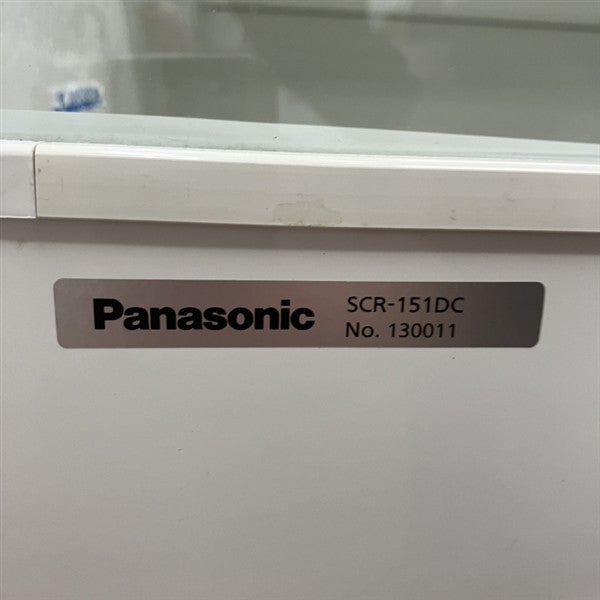 Panasonic
SCR-151DC
No. 130011